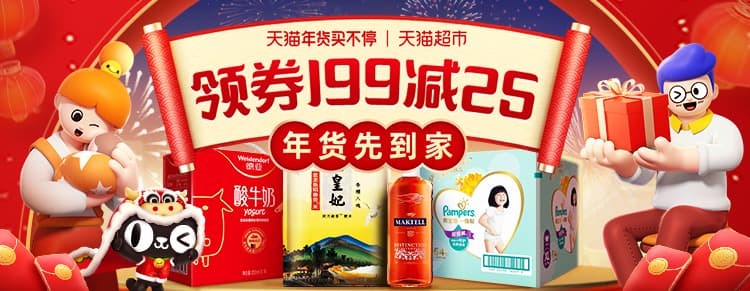 天猫年货买不停 | 天猫超市
领券199减25
年货先到家
Weidendorf
德亚
酸牛奶
yogurt
皇妃
MARTELL
DISTINCTION
Pampers